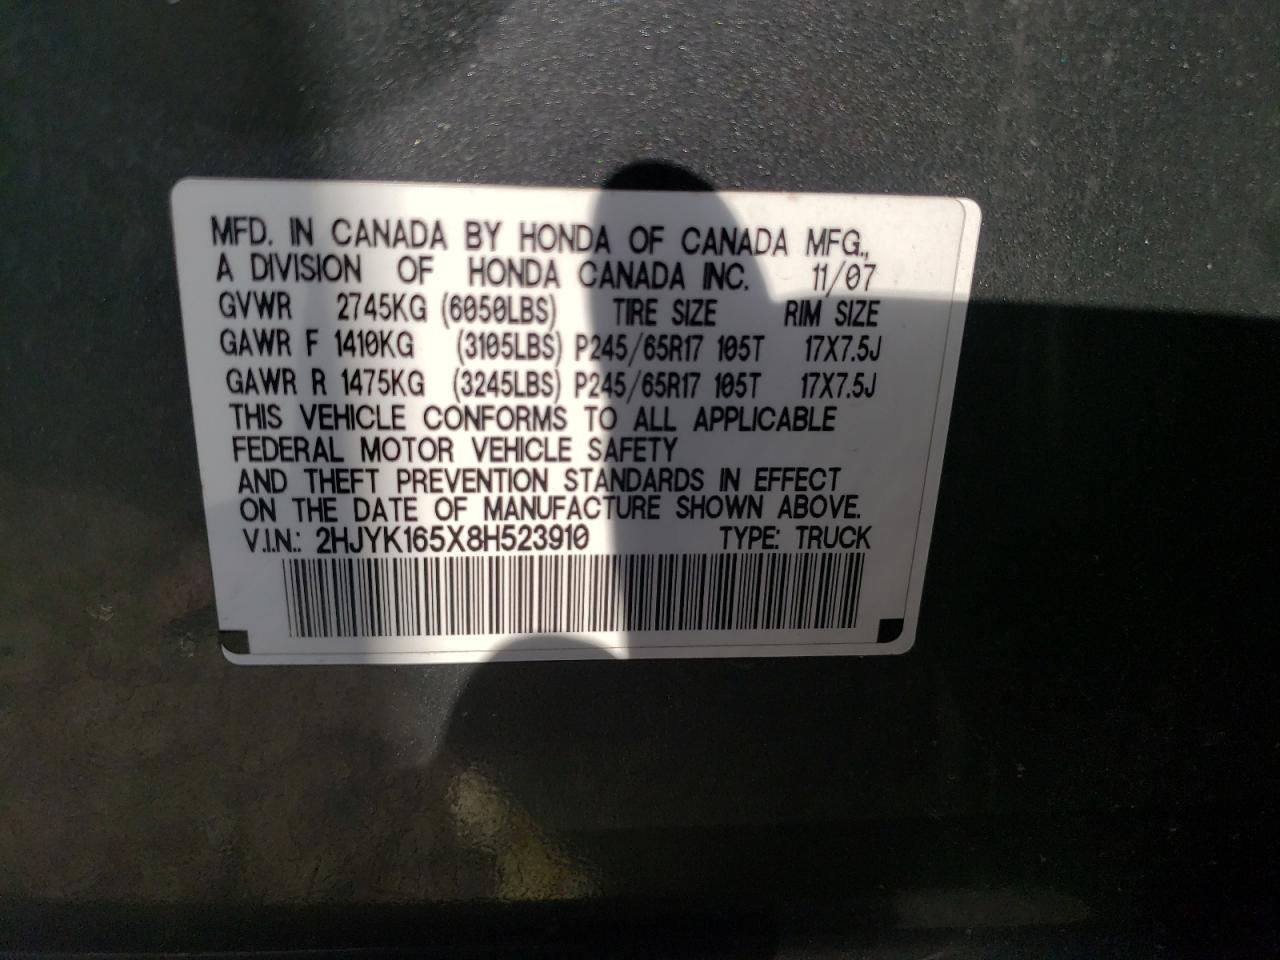 MFD. IN CANADA BY HONDA OF CANADA MFG.,
A DIVISION OF HONDA CANADA INC. 11/07
GVWR 2745KG (6050LBS) TIRE SIZE RIM SIZE
GAWR F 1410KG (3105LBS) P245/65R17 105T 17X7.5J
GAWR R 1475KG (3245LBS) P245/65R17 105T 17X7.5J
THIS VEHICLE CONFORMS TO ALL APPLICABLE
FEDERAL MOTOR VEHICLE SAFETY
AND THEFT PREVENTION STANDARDS IN EFFECT
ON THE DATE OF MANUFACTURE SHOWN ABOVE.
V.I.N.: 2HJYK165X8H523910 TYPE: TRUCK